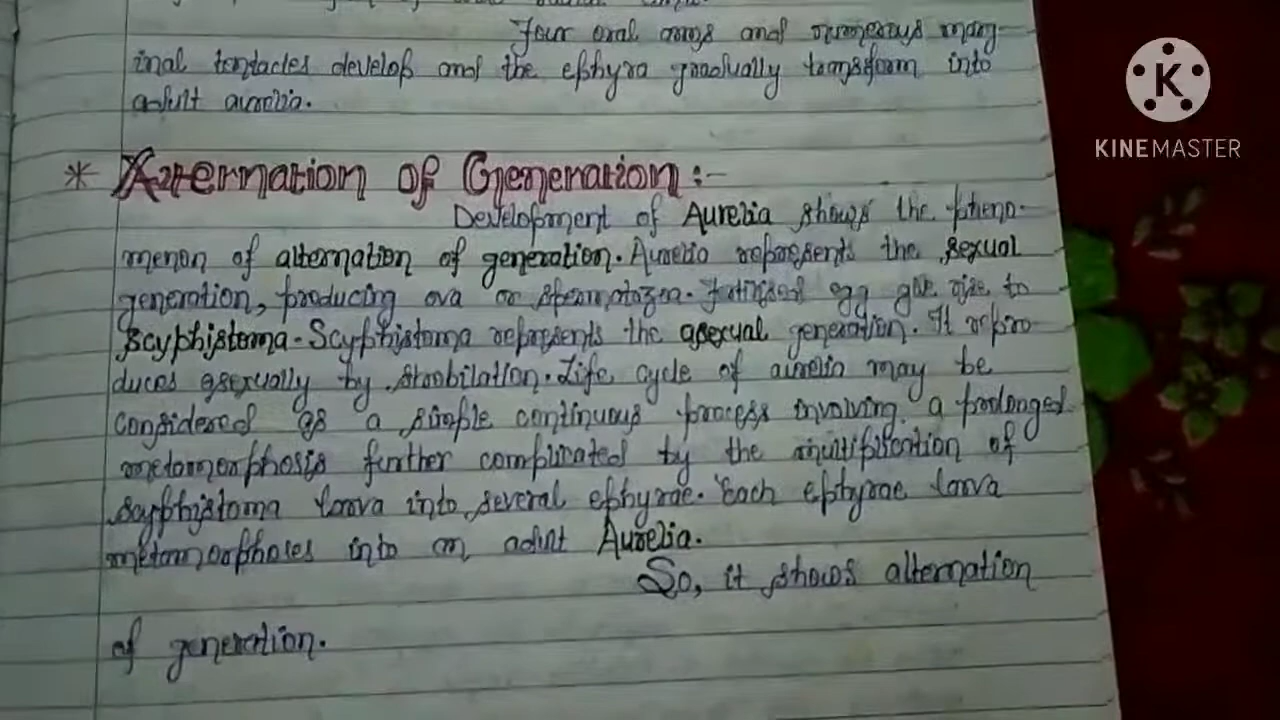 Four oral arms and numerous marg-
inal tentacles develop and the ephyra gradually transform into
adult aurelia.
* Alternation of Generation :-
Development of Aurelia shows the pheno-
menon of alternation of generation. Aurelia represents the sexual
generation, producing ova or spermatozoa. Fertilised egg give rise to
Scyphistoma - Scyphistoma represents the asexual generation. It repro-
duces asexually by strobilation. Life cycle of aurelia may be
considered as a simple continuous process involving a prolonged
metamorphosis further complicated by the multiplication of
scyphistoma larva into several ephyrae. Each ephyrae larva
metamorphoses into an adult Aurelia.
So, it shows alternation
of generation.
K
KINEMASTER